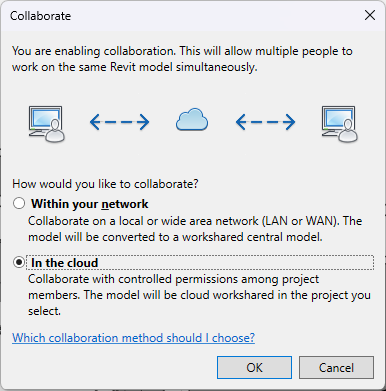 Collaborate
You are enabling collaboration. This will allow multiple people to
work on the same Revit model simultaneously.
How would you like to collaborate?
Within your network
Collaborate on a local or wide area network (LAN or WAN). The
model will be converted to a workshared central model.
In the cloud
Collaborate with controlled permissions among project
members. The model will be cloud workshared in the project you
select.
Which collaboration method should I choose?
OK
Cancel